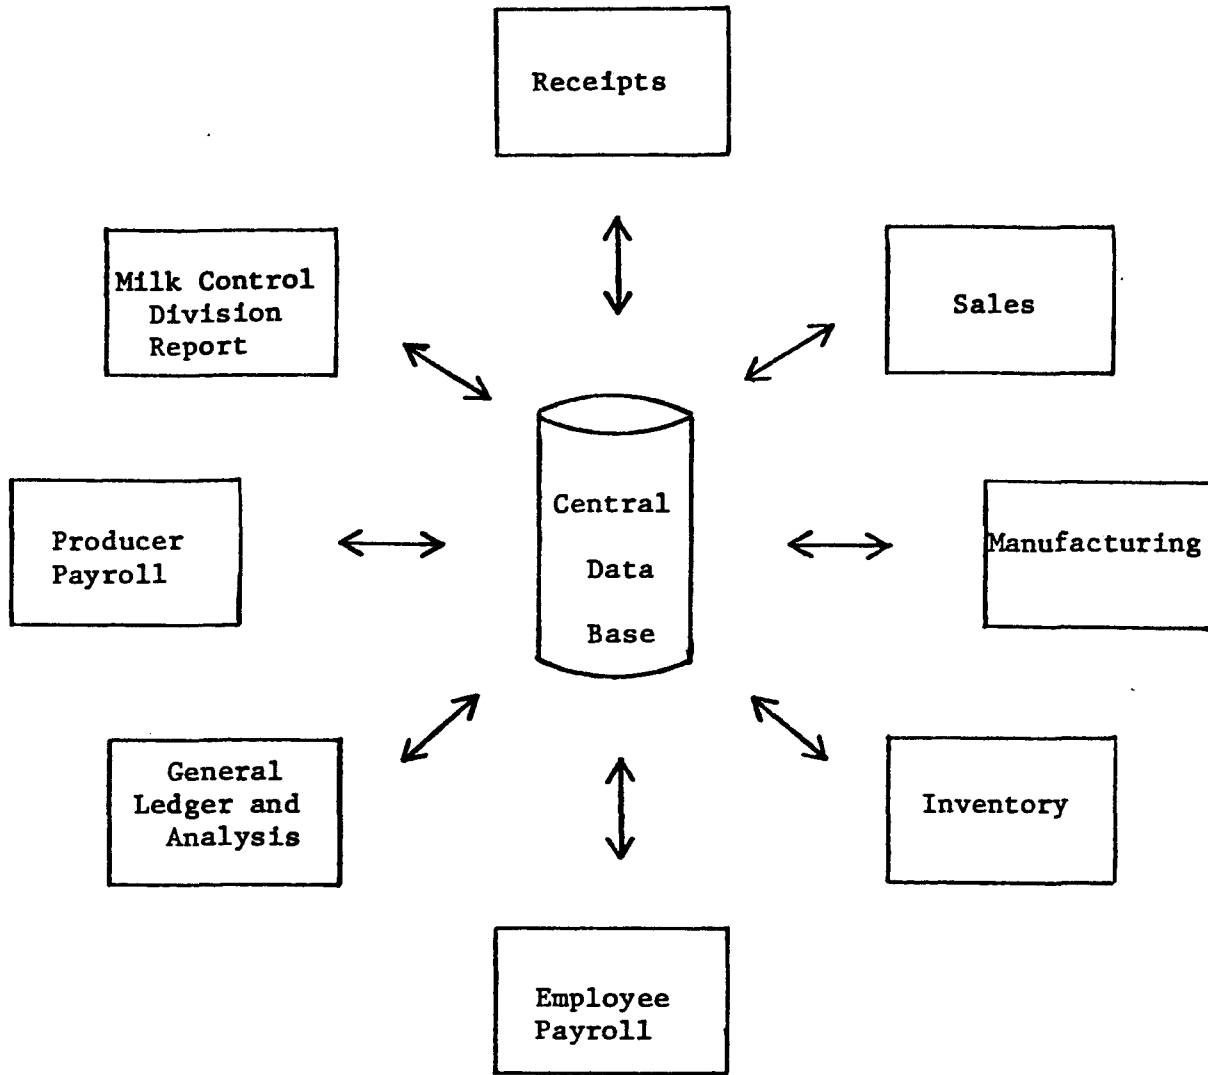 Receipts
Milk Control
Division
Report
Sales
Central
Data
Base
Producer
Payroll
Manufacturing
General
Ledger and
Analysis
Inventory
Employee
Payroll